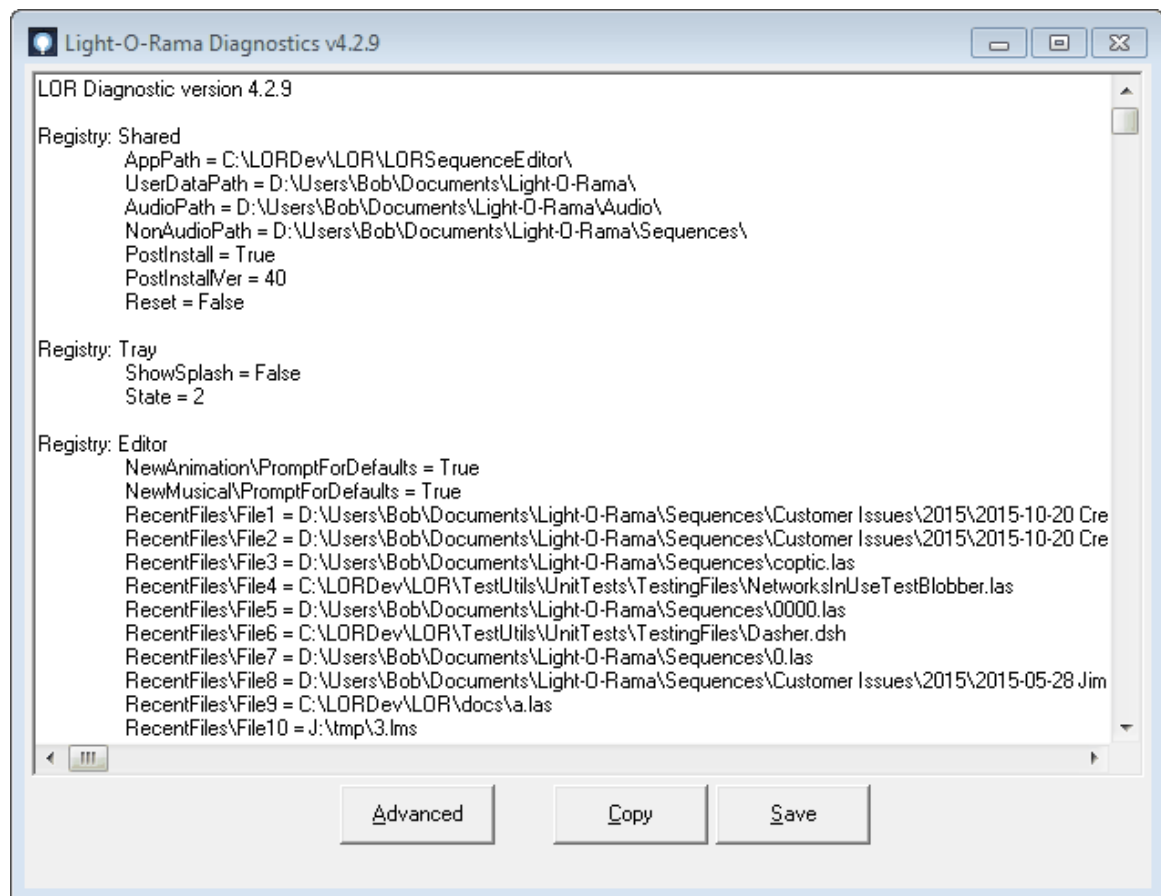 Light-O-Rama Diagnostics v4.2.9
LOR Diagnostic version 4.2.9
Registry: Shared
AppPath = C:\LORDev\LOR\LORSequenceEditor\
UserDataPath = D:\Users\Bob\Documents\Light-O-Rama\
AudioPath = D:\Users\Bob\Documents\Light-O-Rama\Audio\
NonAudioPath = D:\Users\Bob\Documents\Light-O-Rama\Sequences\
PostInstall = True
PostInstallVer = 40
Reset = False
Registry: Tray
ShowSplash = False
State = 2
Registry: Editor
NewAnimation\PromptForDefaults = True
NewMusical\PromptForDefaults = True
RecentFiles\File1 = D:\Users\Bob\Documents\Light-O-Rama\Sequences\Customer Issues\2015\2015-10-20 Cre
RecentFiles\File2 = D:\Users\Bob\Documents\Light-O-Rama\Sequences\Customer Issues\2015\2015-10-20 Cre
RecentFiles\File3 = D:\Users\Bob\Documents\Light-O-Rama\Sequences\coptic.las
RecentFiles\File4 = C:\LORDev\LOR\TestUtils\UnitTests\TestingFiles\NetworksInUseTestBlobber.las
RecentFiles\File5 = D:\Users\Bob\Documents\Light-O-Rama\Sequences\0000.las
RecentFiles\File6 = C:\LORDev\LOR\TestUtils\UnitTests\TestingFiles\Dasher.dsh
RecentFiles\File7 = D:\Users\Bob\Documents\Light-O-Rama\Sequences\0.las
RecentFiles\File8 = D:\Users\Bob\Documents\Light-O-Rama\Sequences\Customer Issues\2015\2015-05-28 Jim
RecentFiles\File9 = C:\LORDev\LOR\docs\a.las
RecentFiles\File10 = J:\tmp\3.lms
Advanced Copy Save